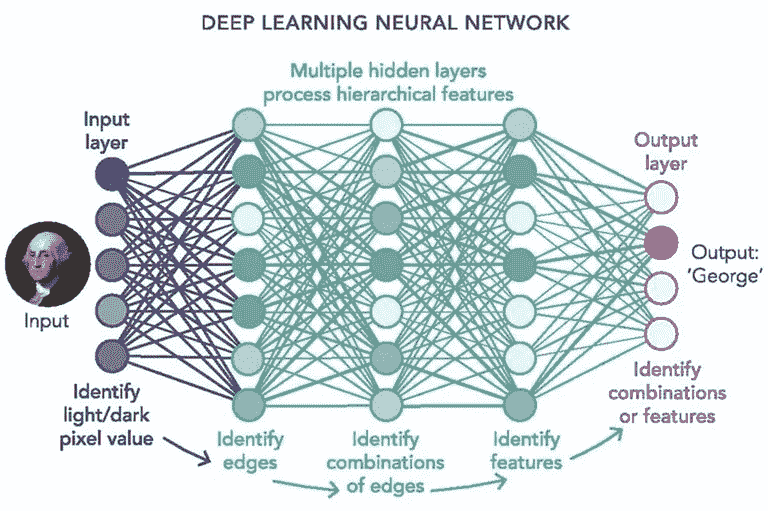 DEEP LEARNING NEURAL NETWORK
Multiple hidden layers
process hierarchical features
Input
layer
Output
layer
Input
Output:
'George'
Identify
light/dark
pixel value
Identify
edges
Identify
combinations
of edges
Identify
features
Identify
combinations
or features